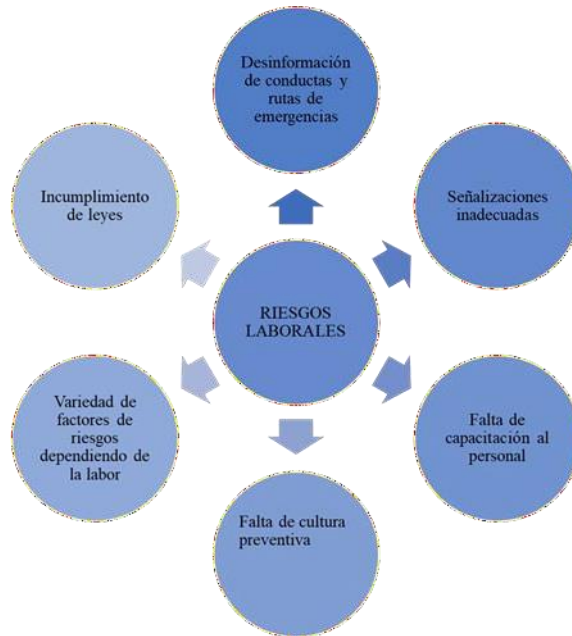 Desinformación
de conductas y
rutas de
emergencias
Incumplimiento
de leyes
Señalizaciones
inadecuadas
RIESGOS
LABORALES
Variedad de
factores de
riesgos
dependiendo de
la labor
Falta de
capacitación al
personal
Falta de cultura
preventiva